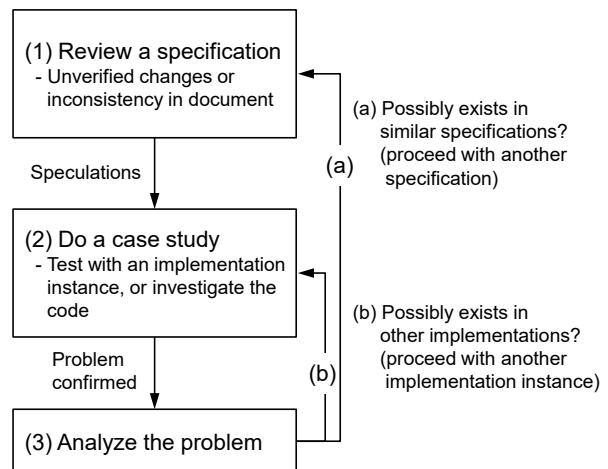 (1) Review a specification
- Unverified changes or
inconsistency in document
Speculations
(2) Do a case study
- Test with an implementation
instance, or investigate the
code
Problem
confirmed
(3) Analyze the problem
(a)
(b)
(a) Possibly exists in
similar specifications?
(proceed with another
specification)
(b) Possibly exists in
other implementations?
(proceed with another
implementation instance)